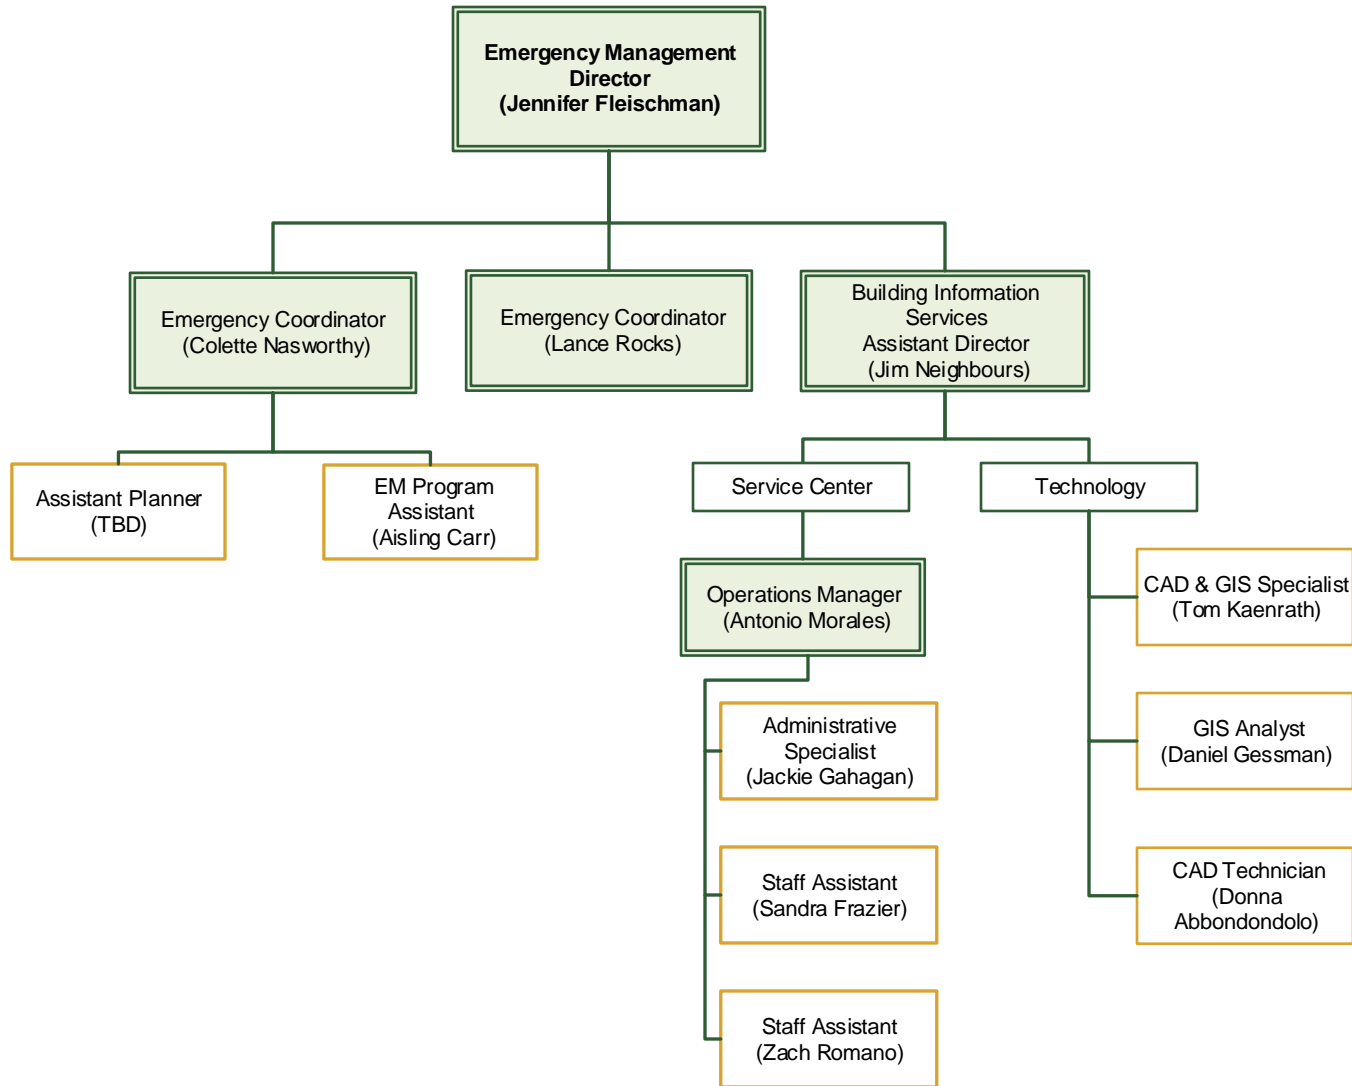 Emergency Management
Director
(Jennifer Fleischman)
Emergency Coordinator
(Colette Nasworthy)
Emergency Coordinator
(Lance Rocks)
Building Information
Services
Assistant Director
(Jim Neighbours)
Assistant Planner
(TBD)
EM Program
Assistant
(Aisling Carr)
Service Center
Technology
Operations Manager
(Antonio Morales)
Administrative
Specialist
(Jackie Gahagan)
Staff Assistant
(Sandra Frazier)
Staff Assistant
(Zach Romano)
CAD & GIS Specialist
(Tom Kaenrath)
GIS Analyst
(Daniel Gessman)
CAD Technician
(Donna
Abbondondolo)